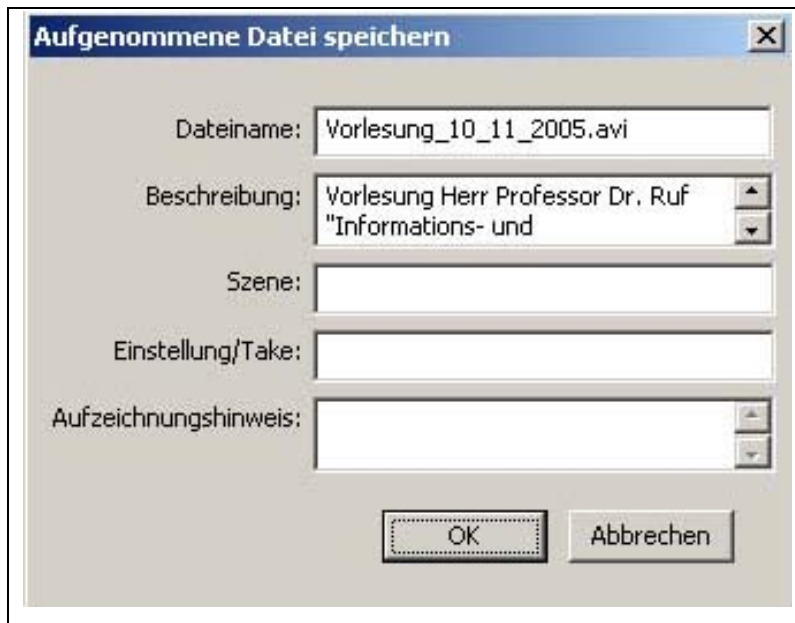 Aufgenommene Datei speichern
Dateiname: Vorlesung_10_11_2005.avi
Beschreibung: Vorlesung Herr Professor Dr. Ruf
"Informations- und
Szene:
Einstellung/Take:
Aufzeichnungshinweis:
OK Abbrechen